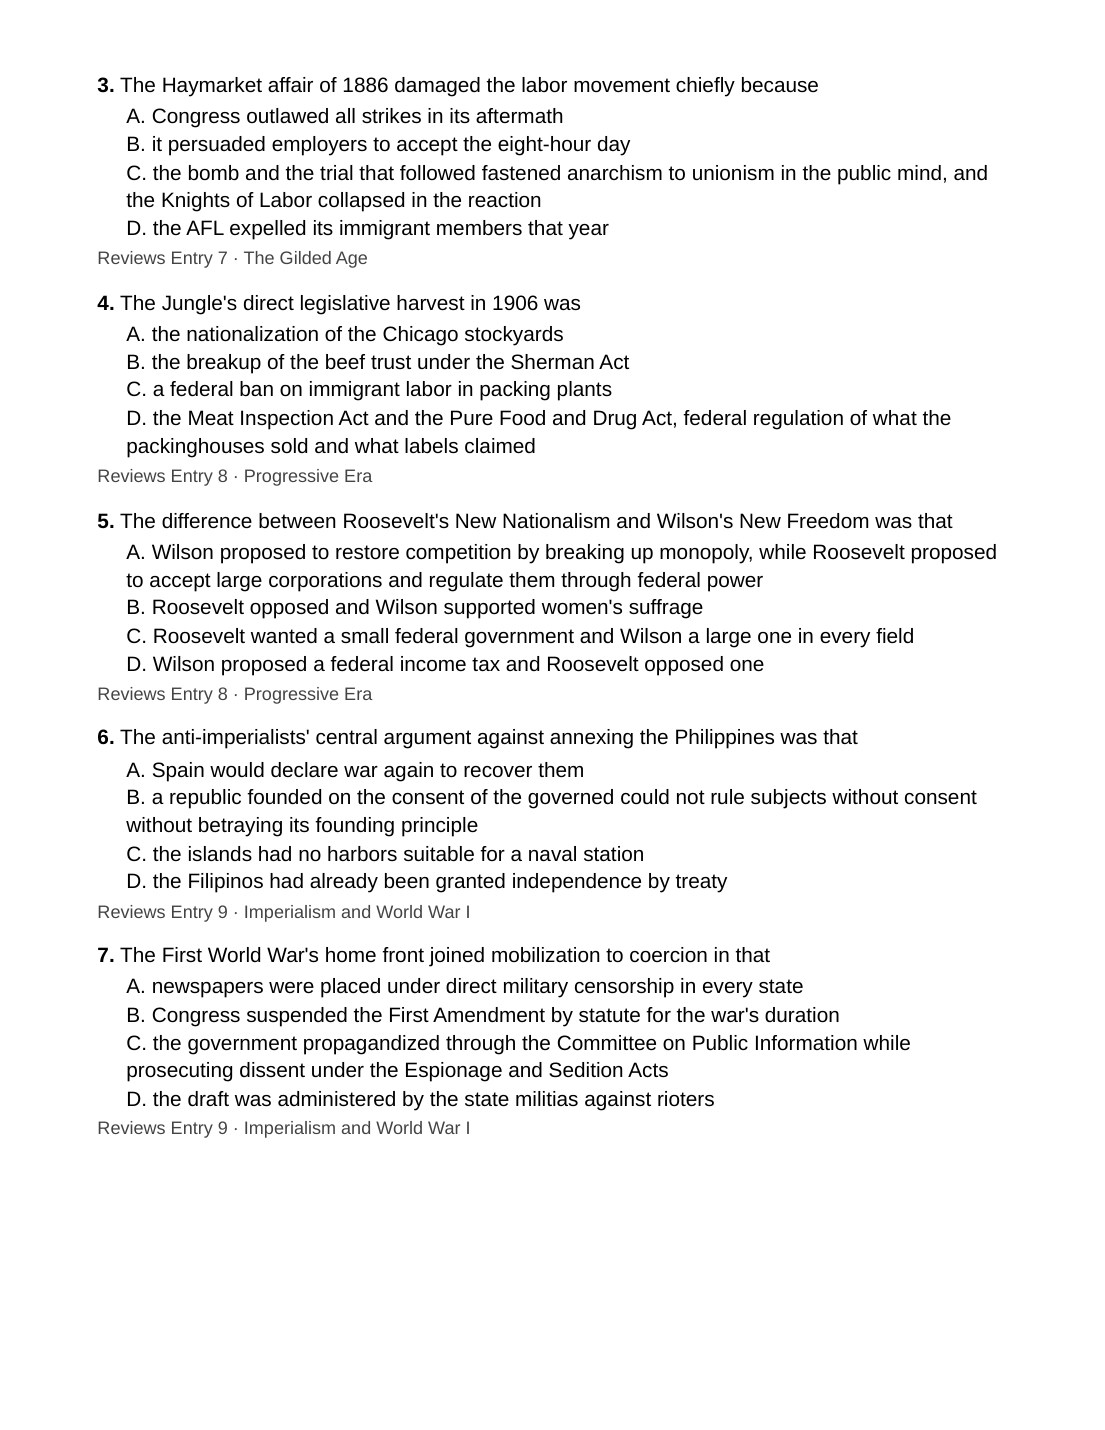 3. The Haymarket affair of 1886 damaged the labor movement chiefly because
A. Congress outlawed all strikes in its aftermath
B. it persuaded employers to accept the eight-hour day
C. the bomb and the trial that followed fastened anarchism to unionism in the public mind, and
the Knights of Labor collapsed in the reaction
D. the AFL expelled its immigrant members that year
Reviews Entry 7 · The Gilded Age
4. The Jungle's direct legislative harvest in 1906 was
A. the nationalization of the Chicago stockyards
B. the breakup of the beef trust under the Sherman Act
C. a federal ban on immigrant labor in packing plants
D. the Meat Inspection Act and the Pure Food and Drug Act, federal regulation of what the
packinghouses sold and what labels claimed
Reviews Entry 8 · Progressive Era
5. The difference between Roosevelt's New Nationalism and Wilson's New Freedom was that
A. Wilson proposed to restore competition by breaking up monopoly, while Roosevelt proposed
to accept large corporations and regulate them through federal power
B. Roosevelt opposed and Wilson supported women's suffrage
C. Roosevelt wanted a small federal government and Wilson a large one in every field
D. Wilson proposed a federal income tax and Roosevelt opposed one
Reviews Entry 8 · Progressive Era
6. The anti-imperialists' central argument against annexing the Philippines was that
A. Spain would declare war again to recover them
B. a republic founded on the consent of the governed could not rule subjects without consent
without betraying its founding principle
C. the islands had no harbors suitable for a naval station
D. the Filipinos had already been granted independence by treaty
Reviews Entry 9 · Imperialism and World War I
7. The First World War's home front joined mobilization to coercion in that
A. newspapers were placed under direct military censorship in every state
B. Congress suspended the First Amendment by statute for the war's duration
C. the government propagandized through the Committee on Public Information while
prosecuting dissent under the Espionage and Sedition Acts
D. the draft was administered by the state militias against rioters
Reviews Entry 9 · Imperialism and World War I